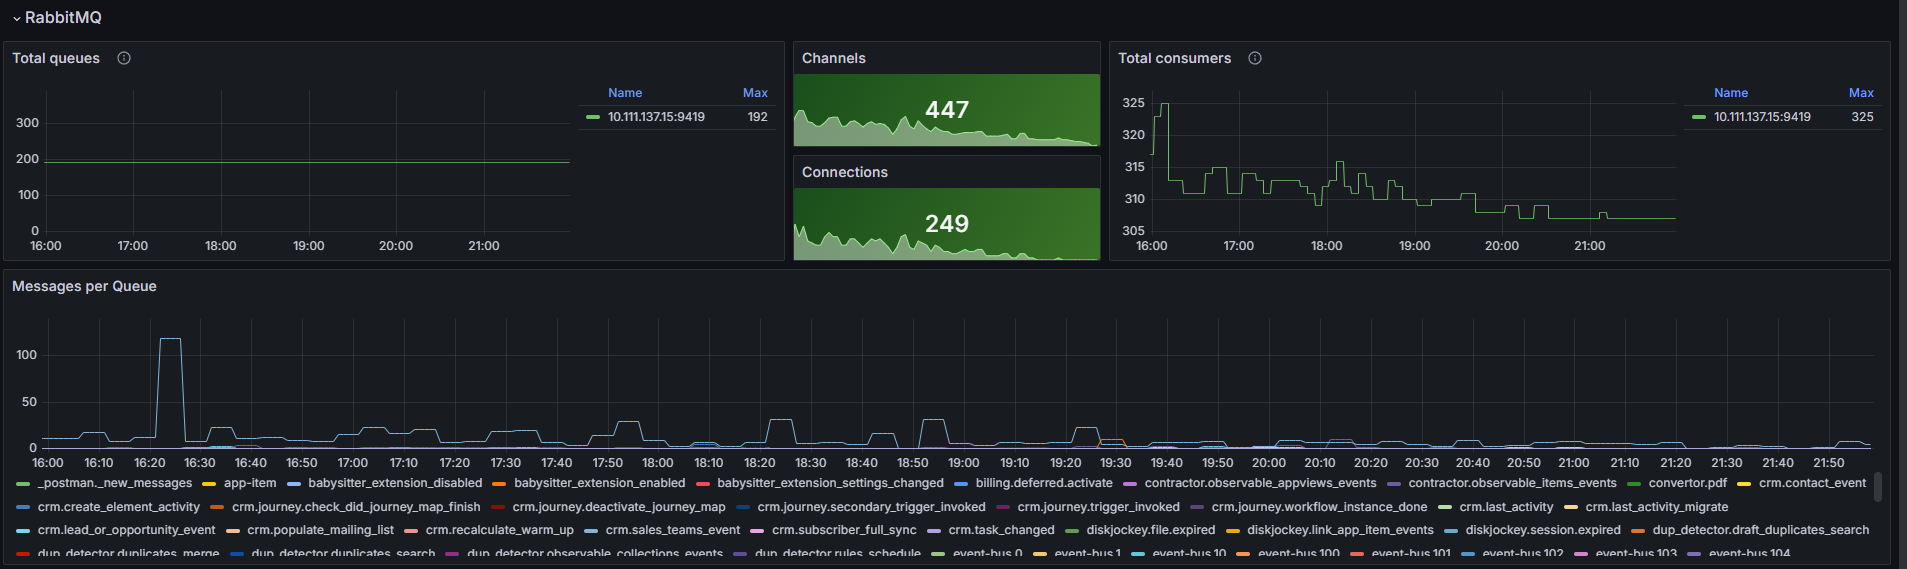 RabbitMQ
Total queues
Name Max
10.111.137.15:9419 192
300
200
100
0
16:00 17:00 18:00 19:00 20:00 21:00
Channels
447
Connections
249
Total consumers
Name Max
10.111.137.15:9419 325
325
320
315
310
305
16:00 17:00 18:00 19:00 20:00 21:00
Messages per Queue
100
50
0
16:00 16:10 16:20 16:30 16:40 16:50 17:00 17:10 17:20 17:30 17:40 17:50 18:00 18:10 18:20 18:30 18:40 18:50 19:00 19:10 19:20 19:30 19:40 19:50 20:00 20:10 20:20 20:30 20:40 20:50 21:00 21:10 21:20 21:30 21:40 21:50
_postman._new_messages app-item babysitter_extension_disabled babysitter_extension_enabled babysitter_extension_settings_changed billing.deferred.activate contractor.observable_appviews_events contractor.observable_items_events convertor.pdf crm.contact_event
crm.create_element_activity crm.journey.check_did_journey_map_finish crm.journey.deactivate_journey_map crm.journey.secondary_trigger_invoked crm.journey.trigger_invoked crm.journey.workflow_instance_done crm.last_activity crm.last_activity_migrate
crm.lead_or_opportunity_event crm.populate_mailing_list crm.recalculate_warm_up crm.sales_teams_event crm.subscriber_full_sync crm.task_changed diskjockey.file.expired diskjockey.link_app_item_events diskjockey.session.expired dup_detector.draft_duplicates_search
dup_detector.duplicates_merge dup_detector.duplicates_search dup_detector.observable_collections_events dup_detector.rules_schedule event-bus.0 event-bus.1 event-bus.10 event-bus.100 event-bus.101 event-bus.102 event-bus.103 event-bus.104